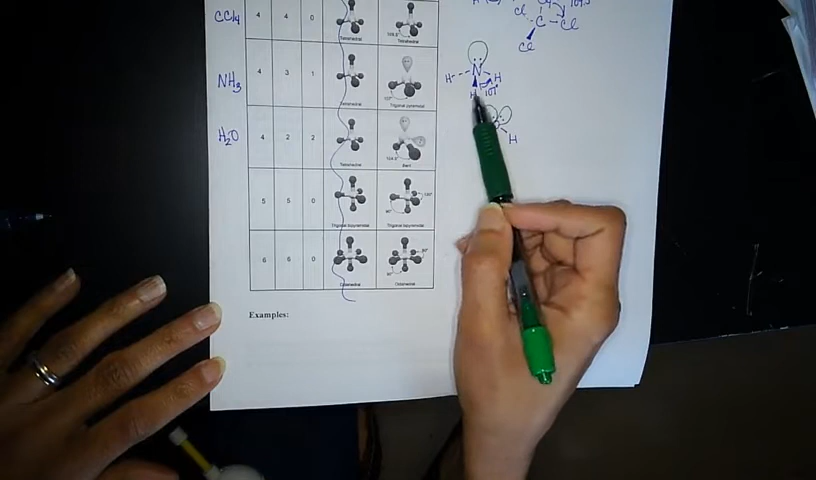 Cl
Cl
C
Cl
Cl
CCl4
4 4 0
109.5°
Tetrahedral
Tetrahedral
NH3
4 3 1
107°
Tetrahedral
Trigonal pyramidal
N
H
H
H
107°
H2O
4 2 2
104.5°
Tetrahedral
Bent
H
5 5 0
90°
120°
Trigonal bipyramidal
Trigonal bipyramidal
6 6 0
90°
90°
Octahedral
Octahedral
Examples: